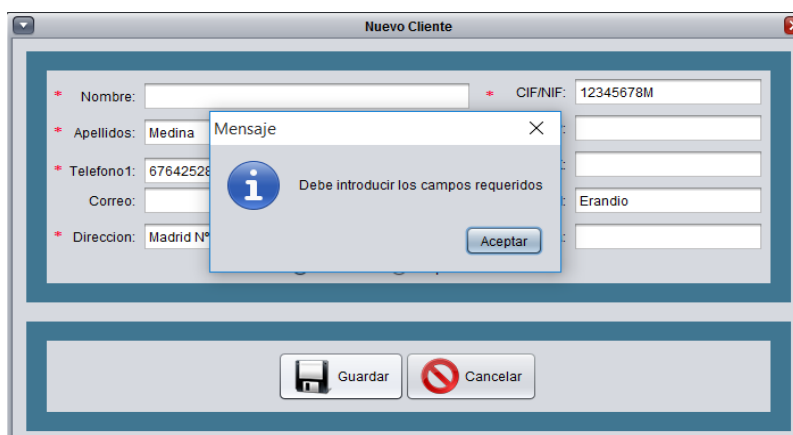 Nuevo Cliente
* Nombre: * CIF/NIF: 12345678M
* Apellidos: Medina
* Telefono1: 67642528
Correo: Erandio
* Direccion: Madrid Nº
Mensaje
Debe introducir los campos requeridos
Aceptar
Guardar Cancelar